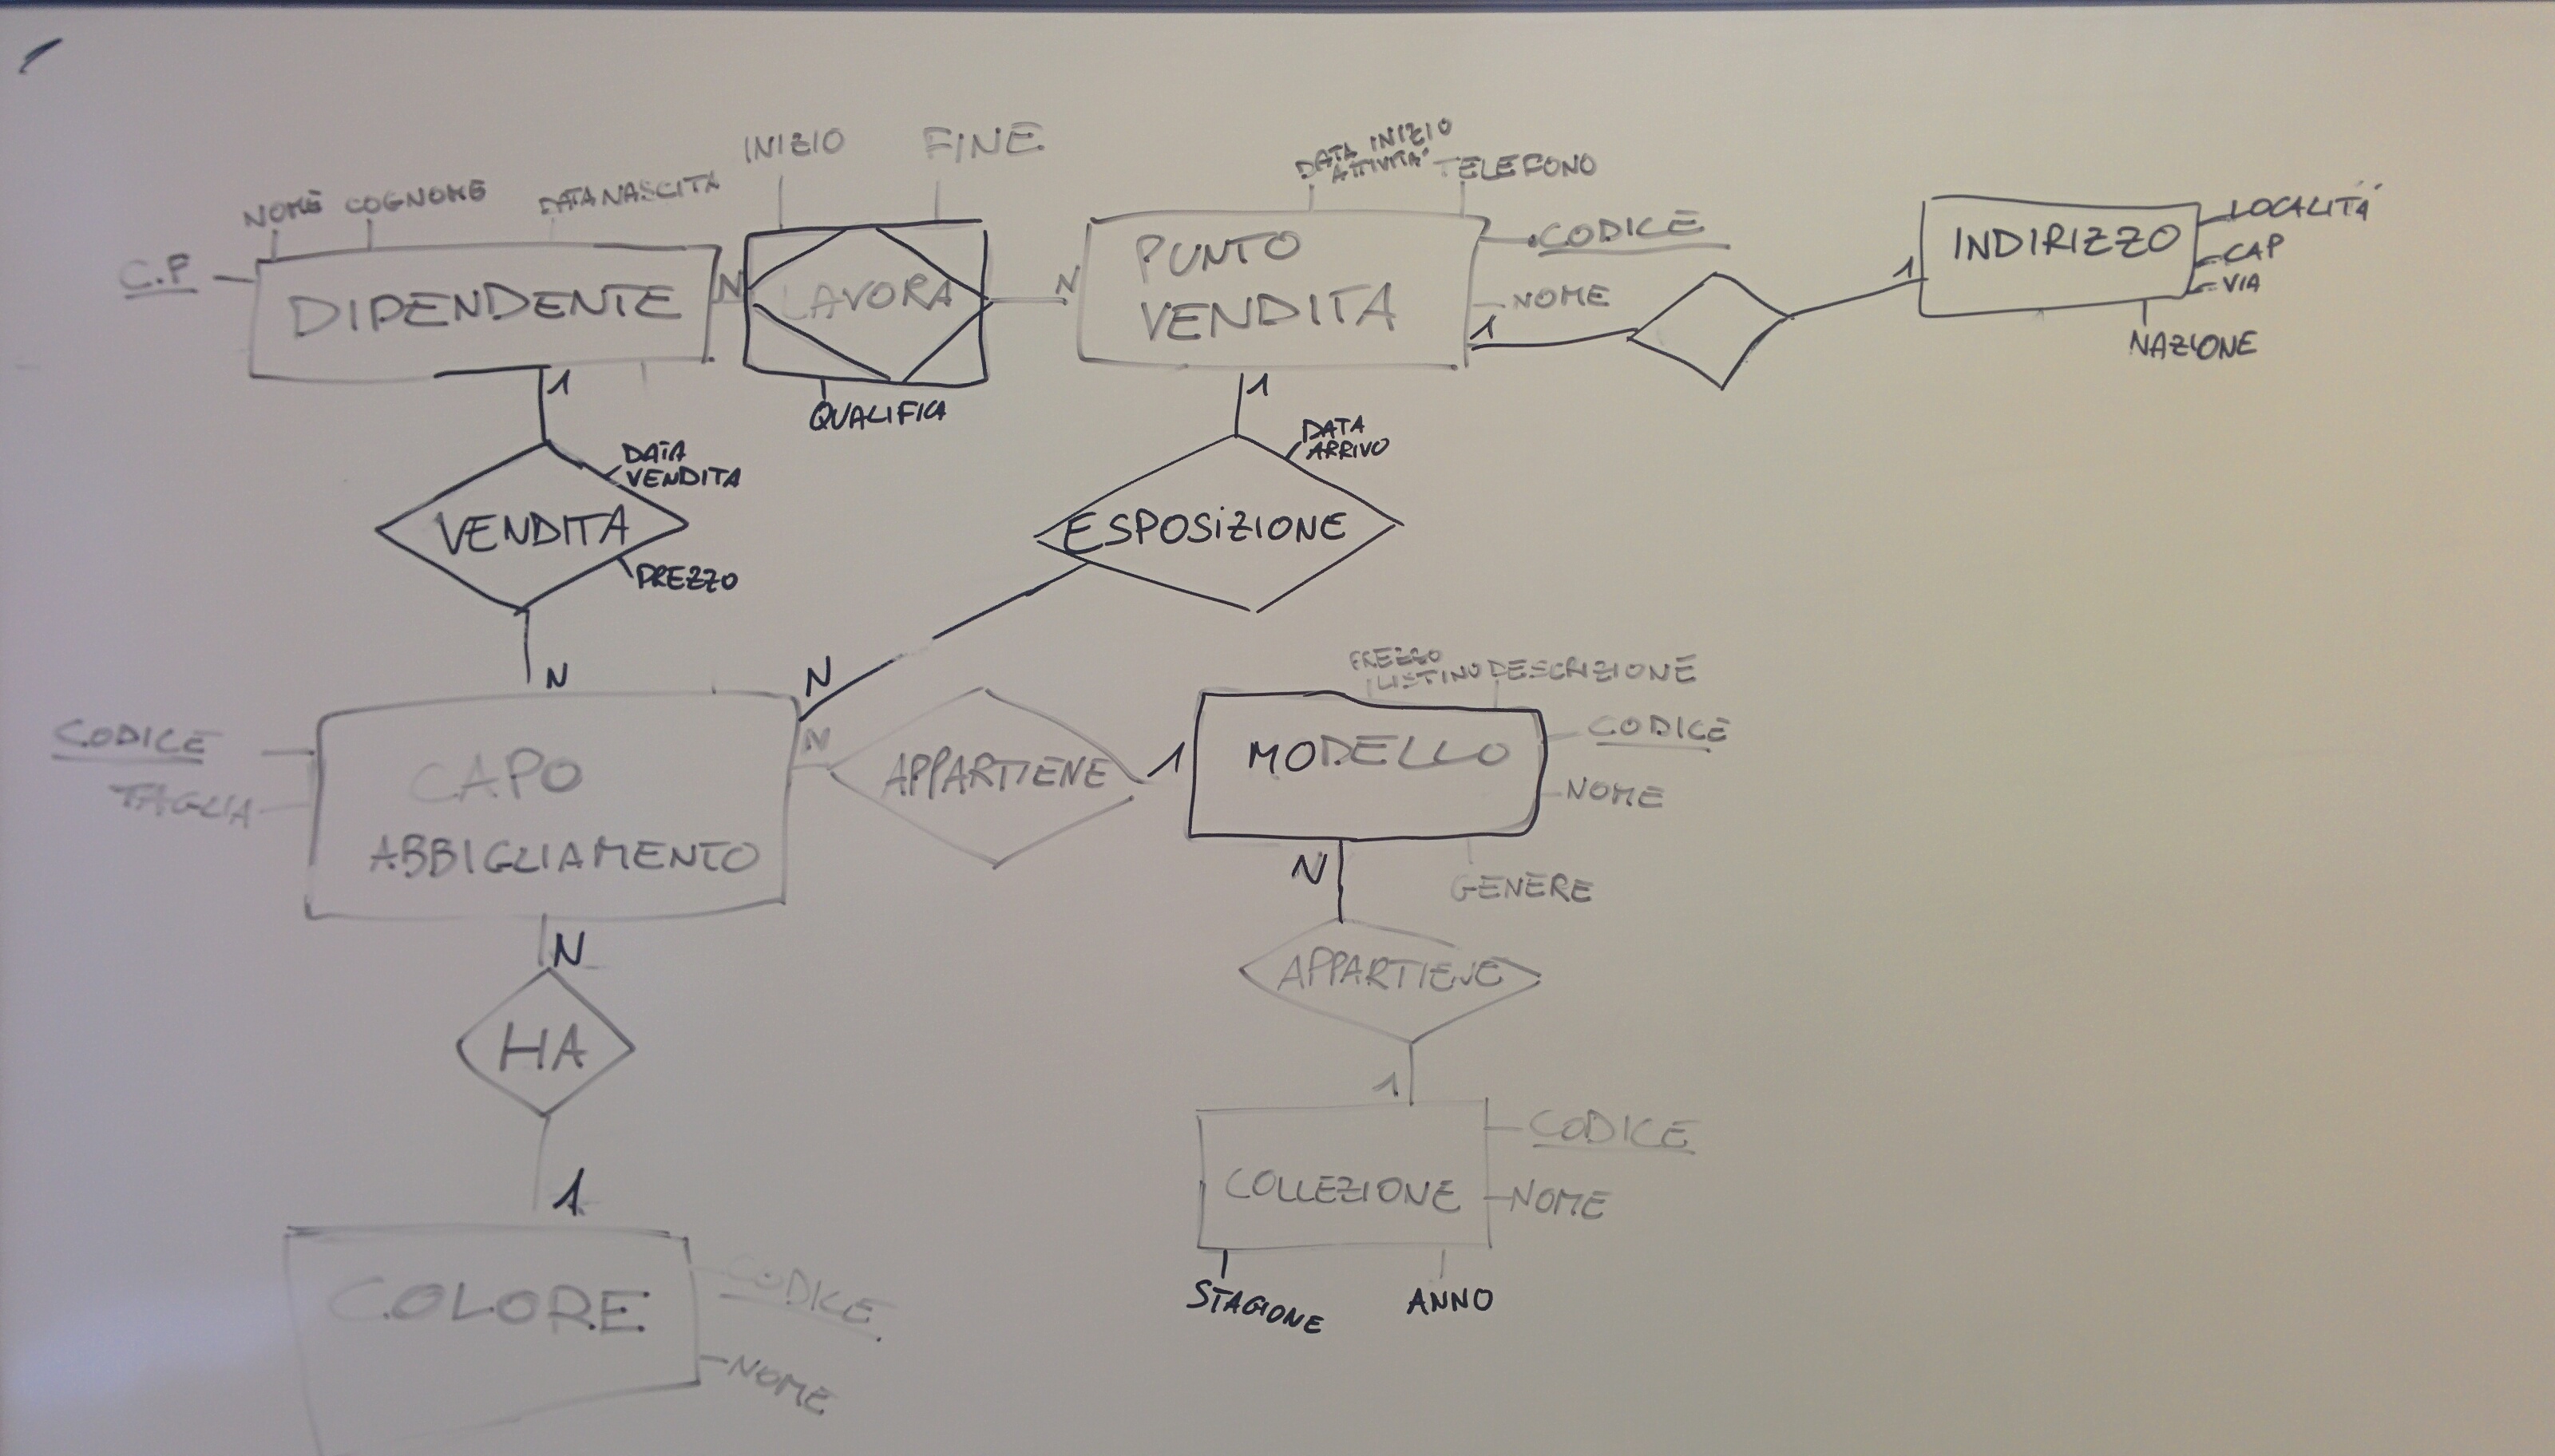 INIZIO
FINE
NOME
COGNOME
DATA NASCITA
C.F
DIPENDENTE
N
LAVORA
N
QUALIFICA
DATA INIZIO
ATTIVITA'
TELEFONO
PUNTO
VENDITA
CODICE
NOME
1
1
INDIRIZZO
LOCALITA'
CAP
VIA
NAZIONE
1
DATA
VENDITA
VENDITA
PREZZO
N
1
DATA
ARRIVO
ESPOSIZIONE
N
CODICE
TAGLIA
CAPO
ABBIGLIAMENTO
N
APPARTIENE
1
PREZZO
LISTINO
DESCRIZIONE
MODELLO
CODICE
NOME
GENERE
N
APPARTIENE
1
COLLEZIONE
CODICE
NOME
STAGIONE
ANNO
N
HA
1
COLORE
CODICE
NOME